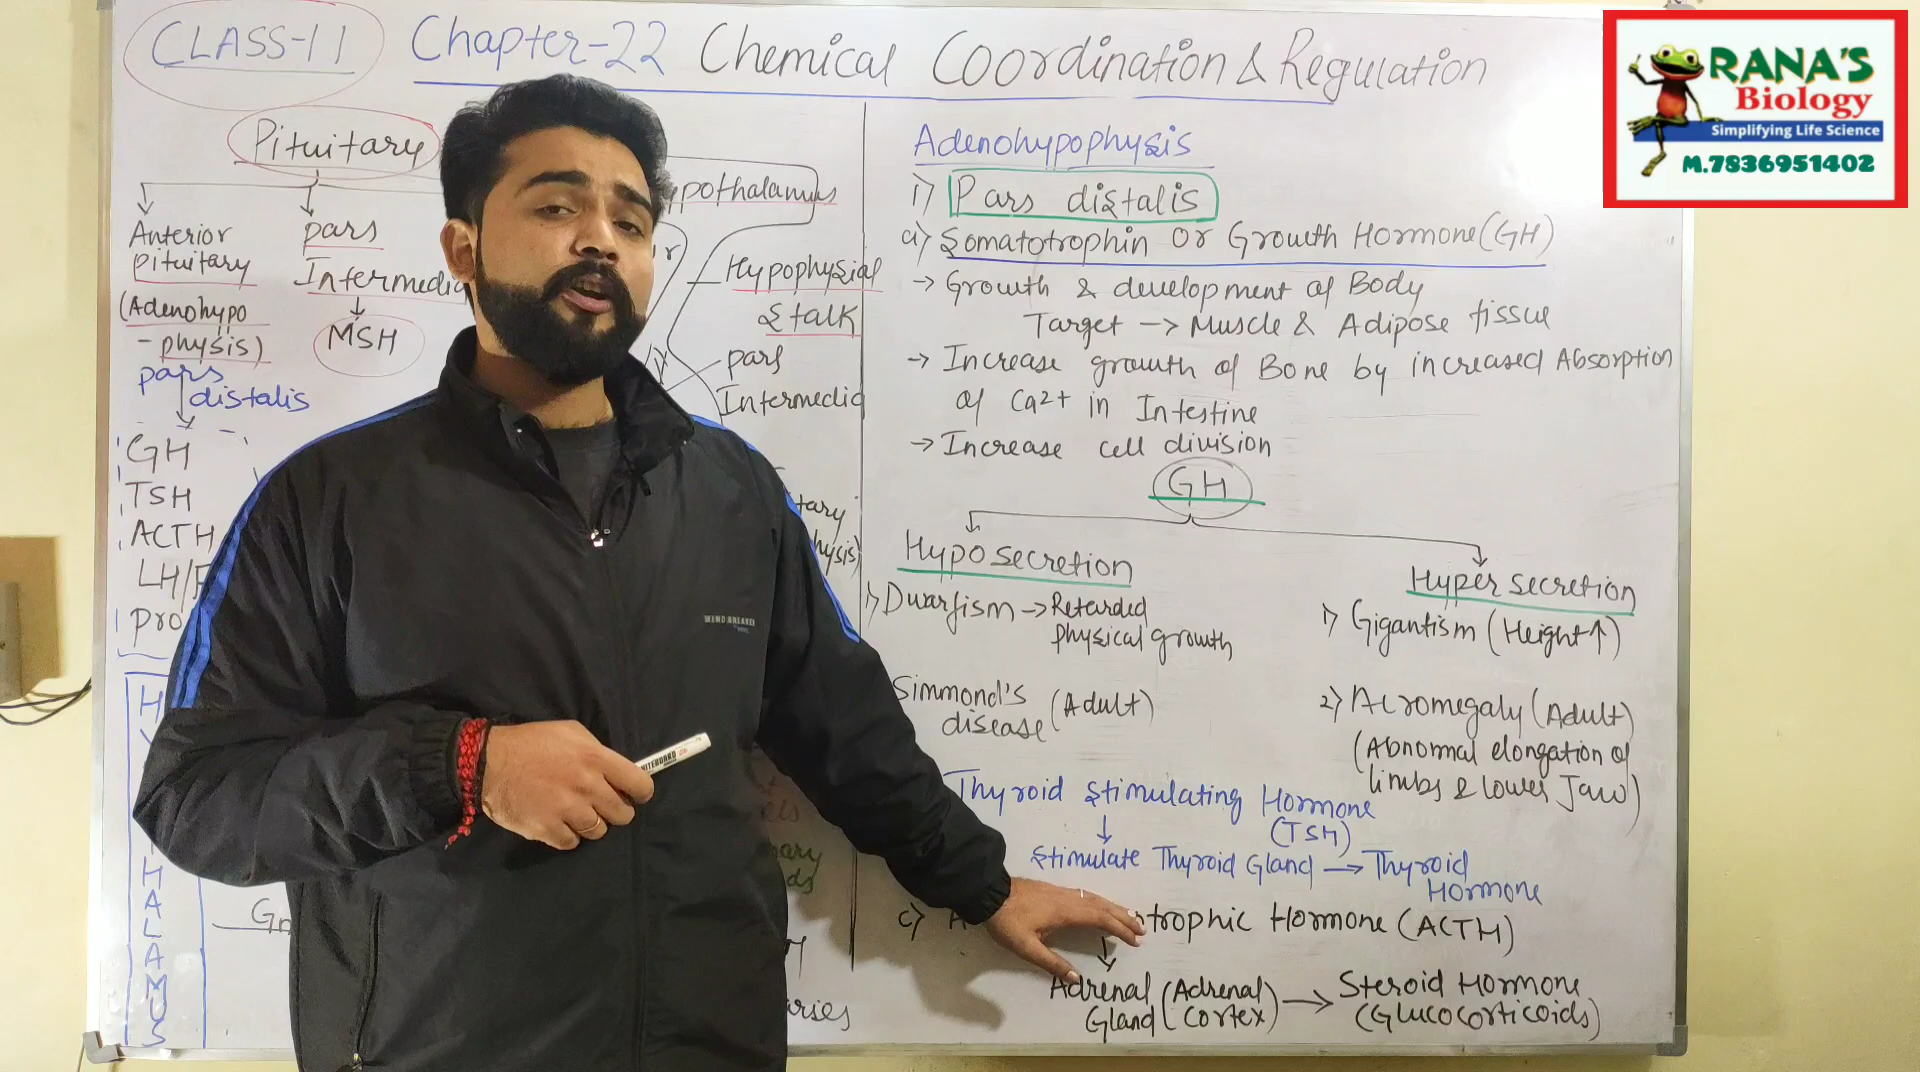 CLASS-11 Chapter-22 Chemical Coordination & Regulation
RANA'S
Biology
Simplifying Life Science
M.7836951402
Pituitary
Anterior
Pituitary
(Adenohypo
-physis)
pars
distalis
GH
TSH
ACTH
LH/F
pro
pars
Intermedia
MSH
pothalamus
Hypophysial
Stalk
pars
Intermedia
tary
hysis)
H
H
A
L
A
M
U
S
Gn
Adenohypophysis
1) Pars distalis
a) Somatotrophin or Growth Hormone (GH)
→ Growth & development of Body
Target → Muscle & Adipose tissue
→ Increase growth of Bone by increased Absorption
of Ca2+ in Intestine
→ Increase cell division
GH
Hyposecretion
1) Dwarfism → Retarded
physical growth
Simmond's
disease (Adult)
Hyper secretion
1) Gigantism (Height↑)
2) Acromegaly (Adult)
(Abnormal elongation of
limbs & lower Jaw)
Thyroid Stimulating Hormone
(TSH)
Stimulate Thyroid Gland → Thyroid
Hormone
c) A trophic Hormone (ACTH)
Adrenal
Gland (Adrenal
Cortex) → Steroid Hormone
(Glucocorticoids)